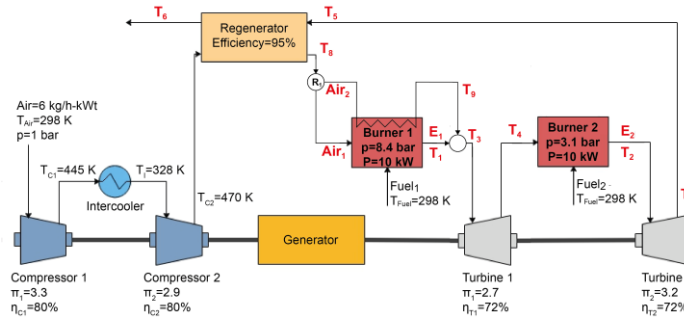 T6
T5
Regenerator
Efficiency=95%
T8
Air=6 kg/h-kWt
TAir=298 K
p=1 bar
R1
Air2
T9
Burner 1
p=8.4 bar
P=10 kW
E1
T1
T3
Air1
T4
Burner 2
p=3.1 bar
P=10 kW
E2
T2
TC1=445 K
TI=328 K
Intercooler
TC2=470 K
Fuel1
TFuel=298 K
Fuel2
TFuel=298 K
T
Generator
Compressor 1
π1=3.3
ηC1=80%
Compressor 2
π2=2.9
ηC2=80%
Turbine 1
π1=2.7
ηT1=72%
Turbine
π2=3.2
ηT2=72%